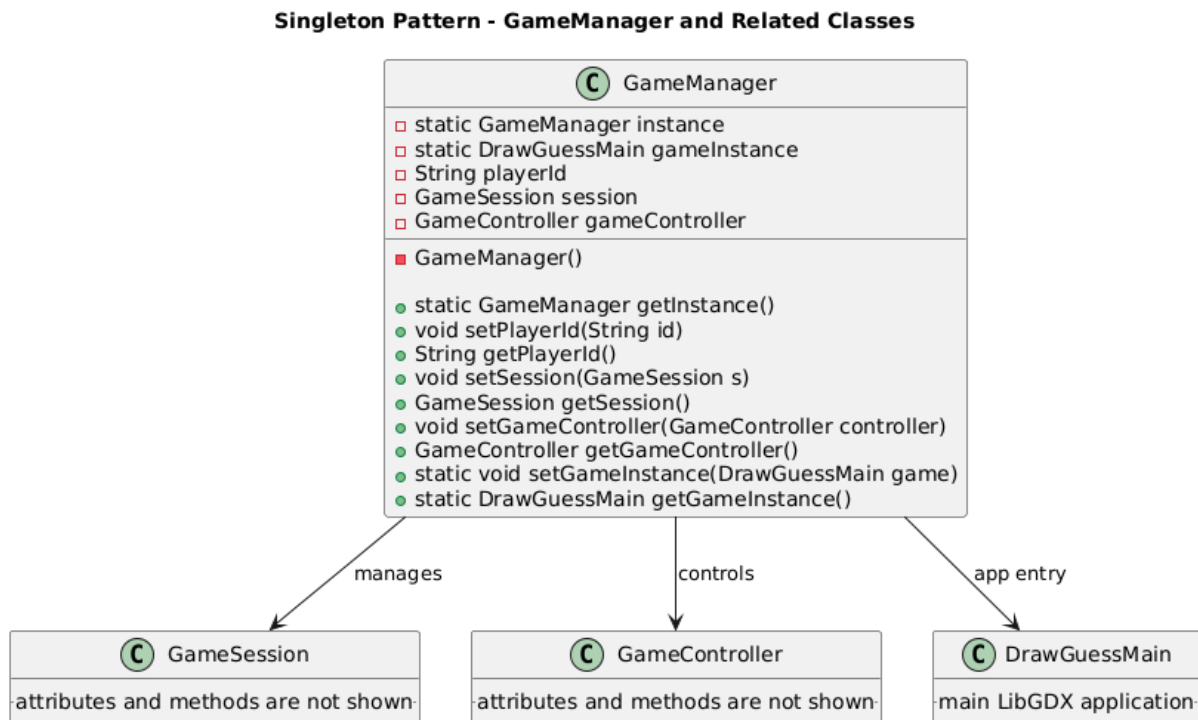 Singleton Pattern - GameManager and Related Classes
C GameManager
static GameManager instance
static DrawGuessMain gameInstance
String playerId
GameSession session
GameController gameController
GameManager()
static GameManager getInstance()
void setPlayerId(String id)
String getPlayerId()
void setSession(GameSession s)
GameSession getSession()
void setGameController(GameController controller)
GameController getGameController()
static void setGameInstance(DrawGuessMain game)
static DrawGuessMain getGameInstance()
manages
controls
app entry
C GameSession
attributes and methods are not shown
C GameController
attributes and methods are not shown
C DrawGuessMain
main LibGDX application